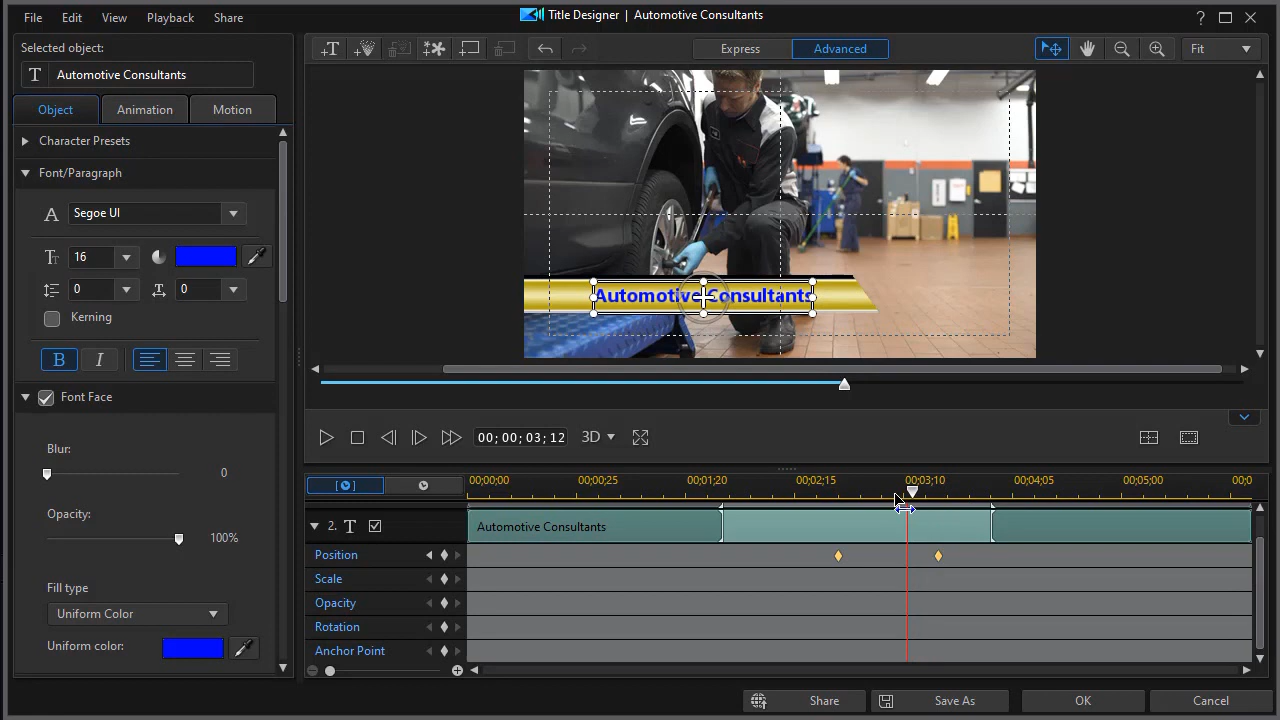 File Edit View Playback Share
Title Designer | Automotive Consultants
?
Selected object:
T Automotive Consultants
Object Animation Motion
Express Advanced
Fit
Character Presets
Font/Paragraph
Segoe UI
16
0 0
Kerning
B I
Font Face
Blur:
0
Opacity:
100%
Fill type
Uniform Color
Uniform color:
Automotive Consultants
00;00;03;12
3D
00;00;00 00;00;25 00;01;20 00;02;15 00;03;10 00;04;05 00;05;00 00;0
2. T Automotive Consultants
Position
Scale
Opacity
Rotation
Anchor Point
Share Save As OK Cancel